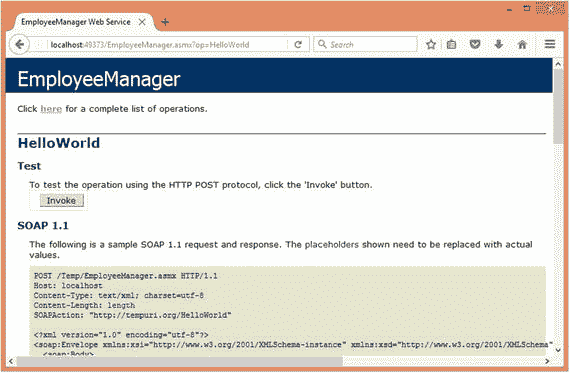 EmployeeManager Web Service
localhost:49373/EmployeeManager.asmx?op=HelloWorld
Search
EmployeeManager
Click here for a complete list of operations.
HelloWorld
Test
To test the operation using the HTTP POST protocol, click the 'Invoke' button.
Invoke
SOAP 1.1
The following is a sample SOAP 1.1 request and response. The placeholders shown need to be replaced with actual
values.
POST /Temp/EmployeeManager.asmx HTTP/1.1
Host: localhost
Content-Type: text/xml; charset=utf-8
Content-Length: length
SOAPAction: "http://tempuri.org/HelloWorld"
<?xml version="1.0" encoding="utf-8"?>
<soap:Envelope xmlns:xsi="http://www.w3.org/2001/XMLSchema-instance" xmlns:xsd="http://www.w3.org/2001/XMLSchema"
<soap:Body>